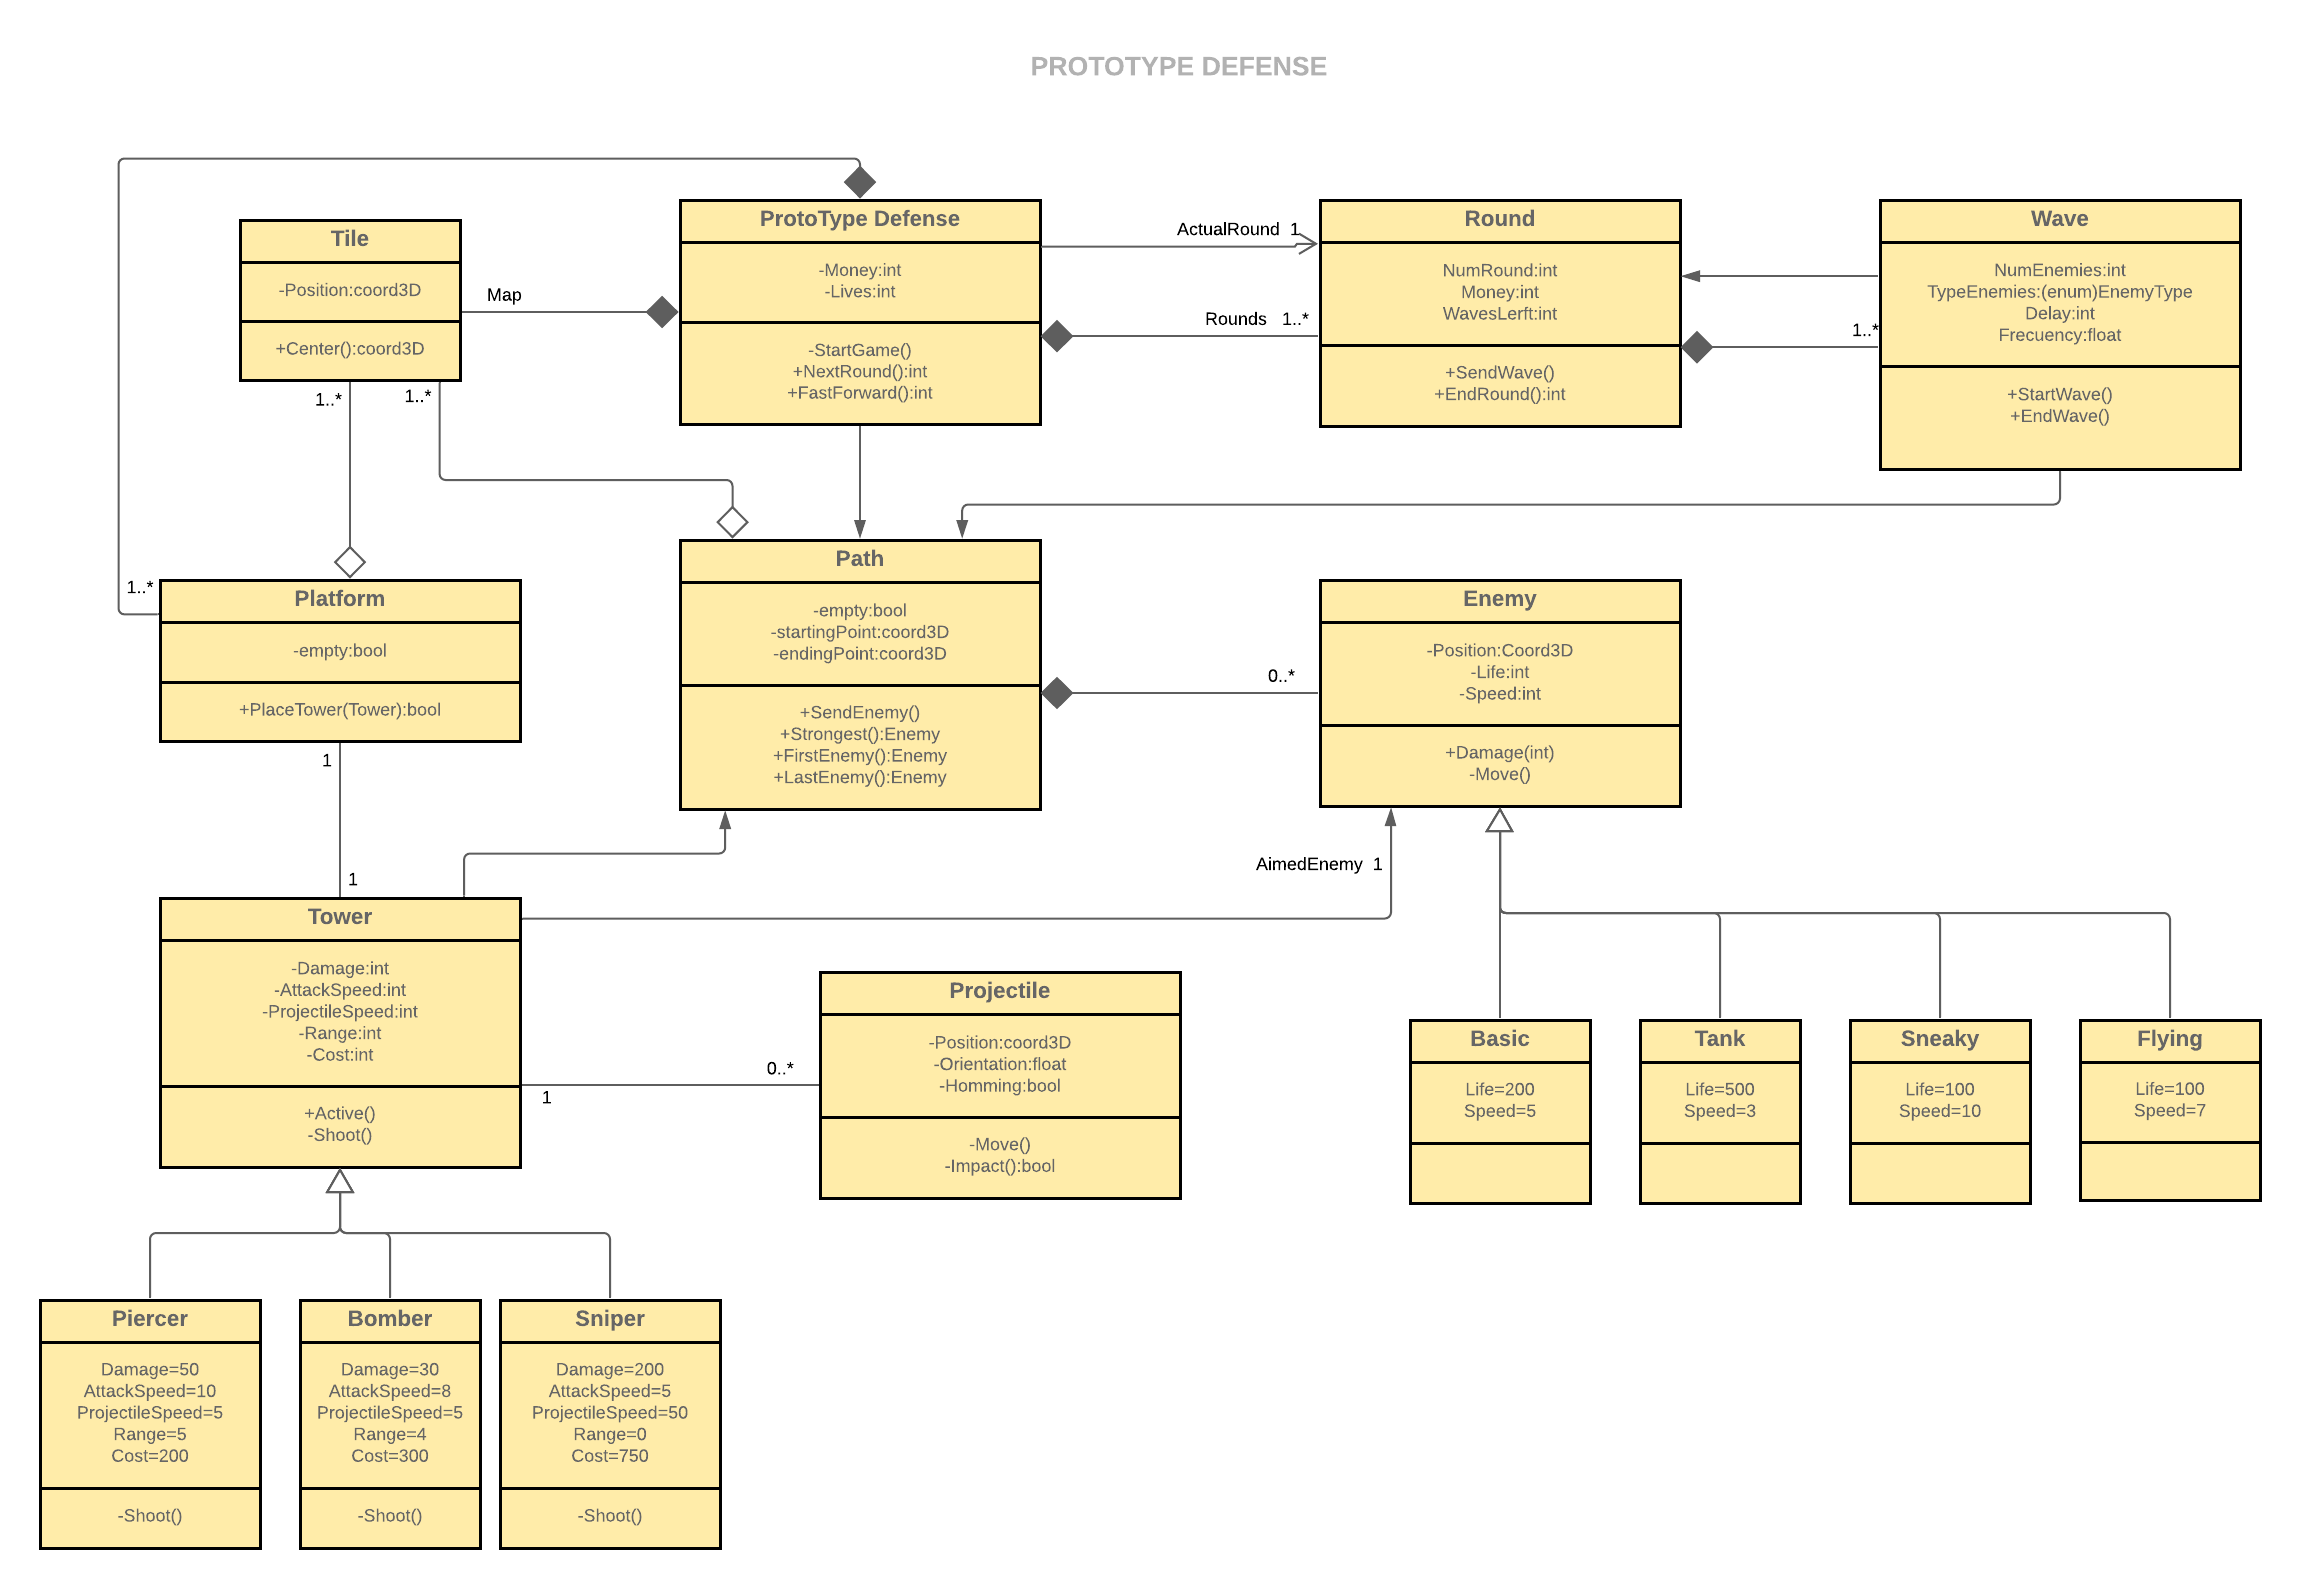 PROTOTYPE DEFENSE
Tile
-Position:coord3D
+Center():coord3D
Map
ProtoType Defense
-Money:int
-Lives:int
-StartGame()
+NextRound():int
+FastForward():int
ActualRound 1
Rounds 1..*
Round
NumRound:int
Money:int
WavesLerft:int
+SendWave()
+EndRound():int
1..*
Wave
NumEnemies:int
TypeEnemies:(enum)EnemyType
Delay:int
Frecuency:float
+StartWave()
+EndWave()
1..*
1..*
1..*
Platform
-empty:bool
+PlaceTower(Tower):bool
Path
-empty:bool
-startingPoint:coord3D
-endingPoint:coord3D
+SendEnemy()
+Strongest():Enemy
+FirstEnemy():Enemy
+LastEnemy():Enemy
0..*
Enemy
-Position:Coord3D
-Life:int
-Speed:int
+Damage(int)
-Move()
1
1
AimedEnemy 1
Tower
-Damage:int
-AttackSpeed:int
-ProjectileSpeed:int
-Range:int
-Cost:int
+Active()
-Shoot()
0..*
1
Projectile
-Position:coord3D
-Orientation:float
-Homming:bool
-Move()
-Impact():bool
Basic
Life=200
Speed=5
Tank
Life=500
Speed=3
Sneaky
Life=100
Speed=10
Flying
Life=100
Speed=7
Piercer
Damage=50
AttackSpeed=10
ProjectileSpeed=5
Range=5
Cost=200
-Shoot()
Bomber
Damage=30
AttackSpeed=8
ProjectileSpeed=5
Range=4
Cost=300
-Shoot()
Sniper
Damage=200
AttackSpeed=5
ProjectileSpeed=50
Range=0
Cost=750
-Shoot()